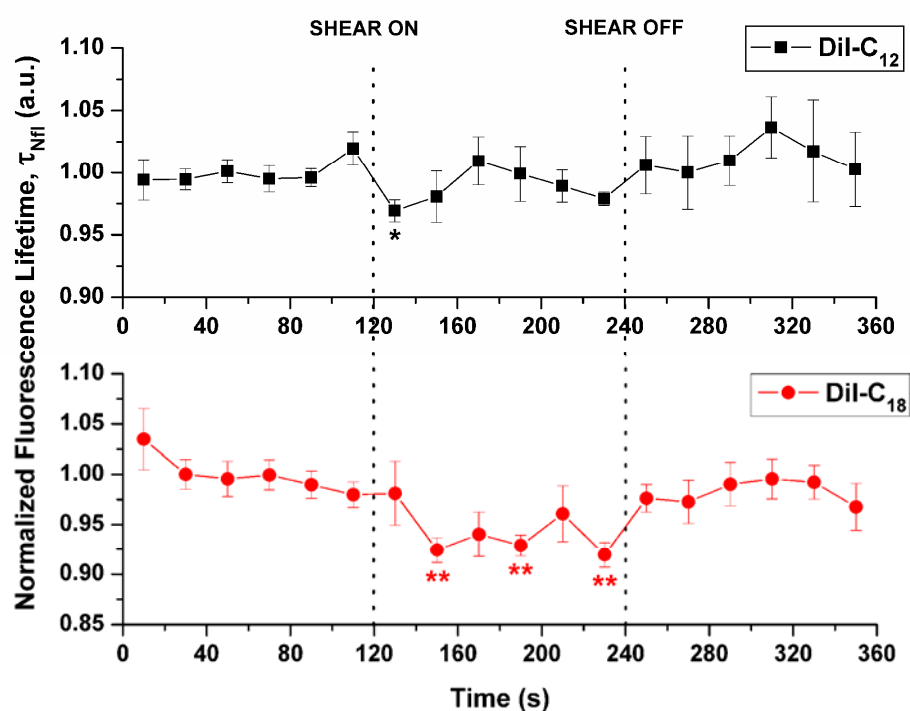 SHEAR ON SHEAR OFF
Normalized Fluorescence Lifetime, τNfl (a.u.)
1.10
1.05
1.00
0.95
0.90
DiI-C12
*
0 40 80 120 160 200 240 280 320 360
1.10
1.05
1.00
0.95
0.90
0.85
DiI-C18
** ** **
0 40 80 120 160 200 240 280 320 360
Time (s)